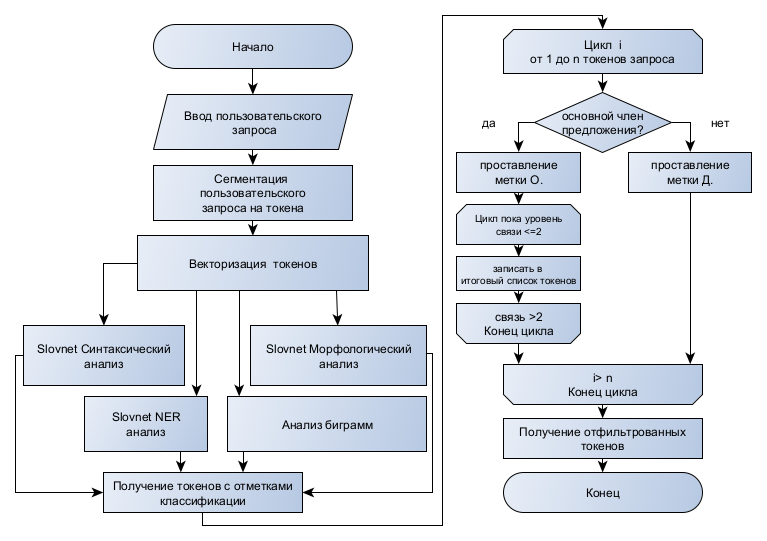 Начало
Ввод пользовательского
запроса
Сегментация
пользовательского
запроса на токена
Векторизация токенов
Slovnet Синтаксический
анализ
Slovnet Морфологический
анализ
Slovnet NER
анализ
Анализ биграмм
Получение токенов с отметками
классификации
Цикл i
от 1 до n токенов запроса
основной член
предложения?
да
нет
проставление
метки О.
проставление
метки Д.
Цикл пока уровень
связи <=2
записать в
итоговый список токенов
связь >2
Конец цикла
i> n
Конец цикла
Получение отфильтрованных
токенов
Конец